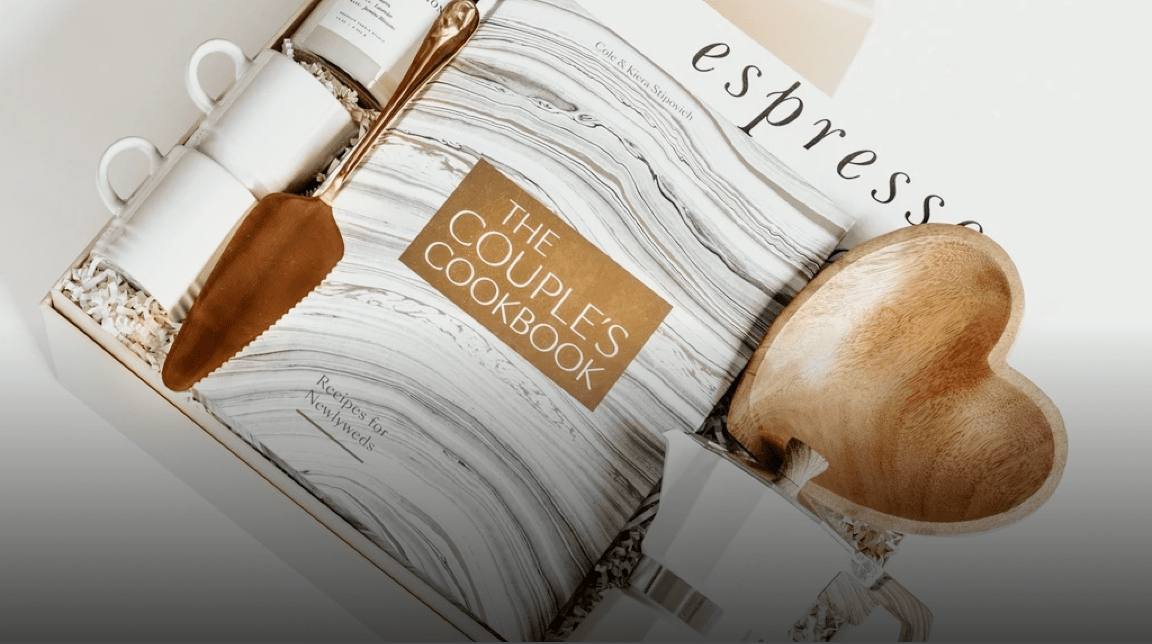 Cole & Kiera Stipovich
espresso
THE
COUPLE'S
COOKBOOK
Recipes for
Newlyweds